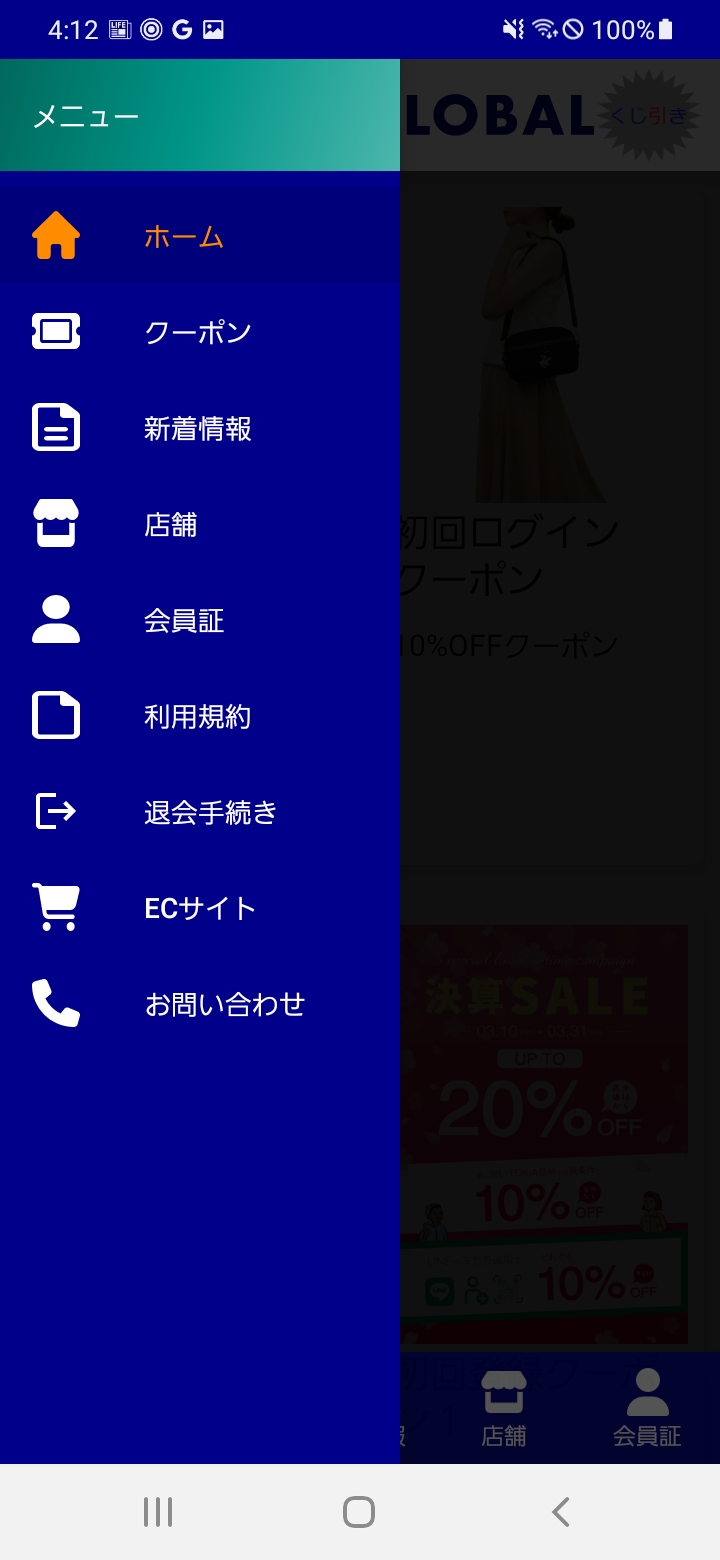 4:12
100%
メニュー
LOBAL
くじ引き
ホーム
クーポン
新着情報
店舗
会員証
利用規約
退会手続き
ECサイト
お問い合わせ
初回ログイン
クーポン
10%OFFクーポン
決算SALE
03.10 03.31
UP TO
20% OFF
10% OFF
10% OFF
報
店舗
会員証